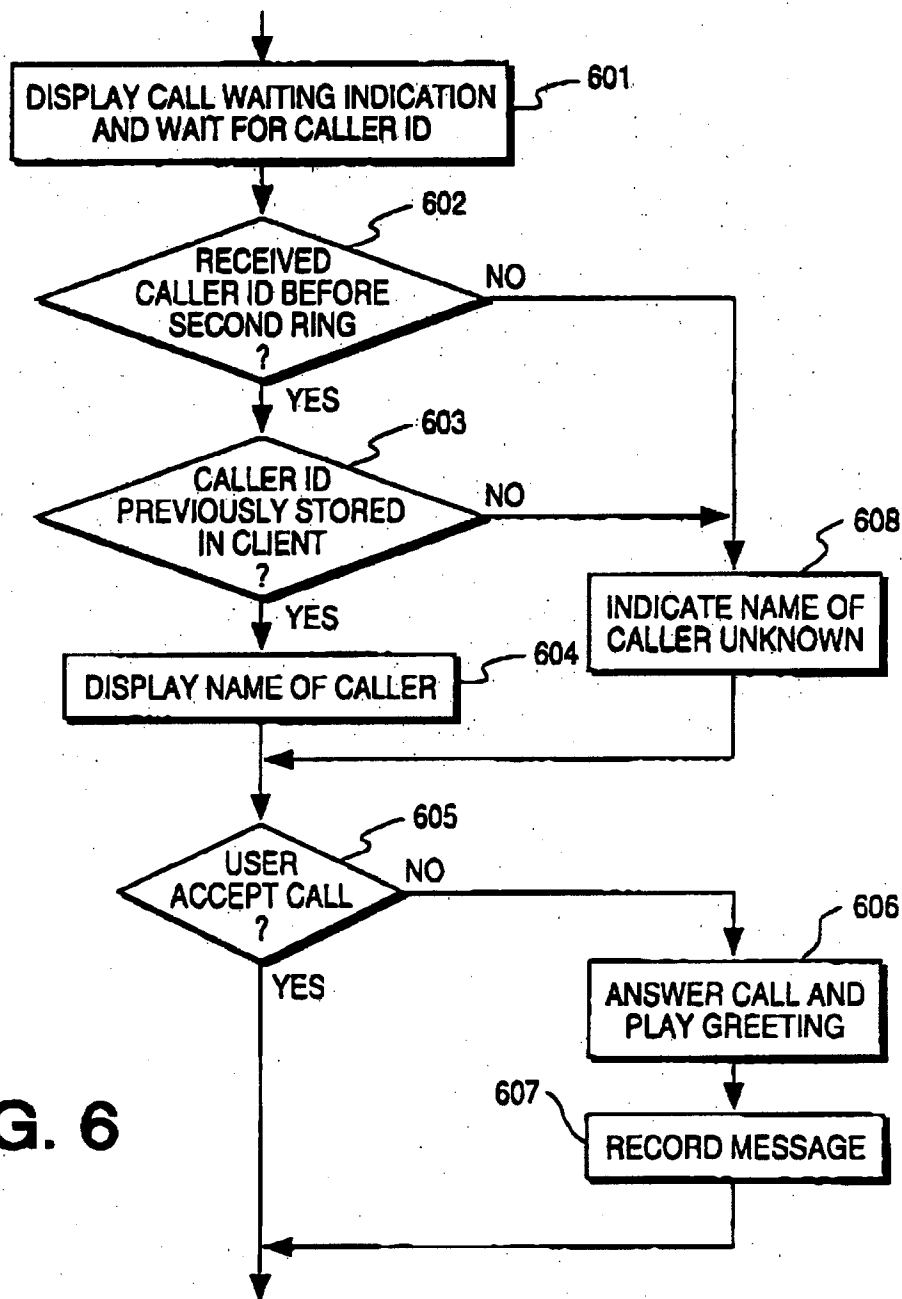 DISPLAY CALL WAITING INDICATION
AND WAIT FOR CALLER ID
601
602
RECEIVED
CALLER ID BEFORE
SECOND RING
?
NO
YES
603
CALLER ID
PREVIOUSLY STORED
IN CLIENT
?
NO
YES
608
INDICATE NAME OF
CALLER UNKNOWN
604
DISPLAY NAME OF CALLER
605
USER
ACCEPT CALL
?
NO
YES
606
ANSWER CALL AND
PLAY GREETING
607
RECORD MESSAGE
G. 6